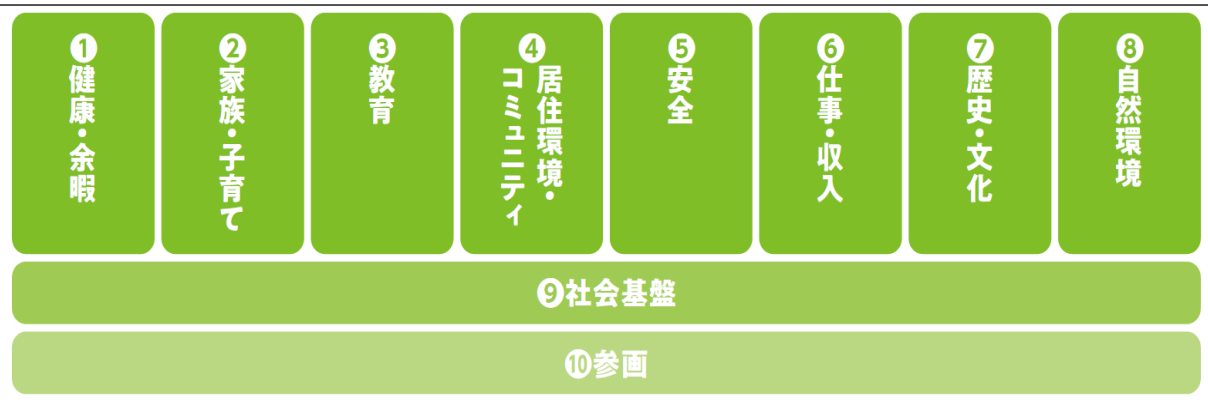 ❶健康・余暇
❷家族・子育て
❸教育
❹居住環境・
コミュニティ
❺安全
❻仕事・収入
❼歴史・文化
❽自然環境
❾社会基盤
❿参画